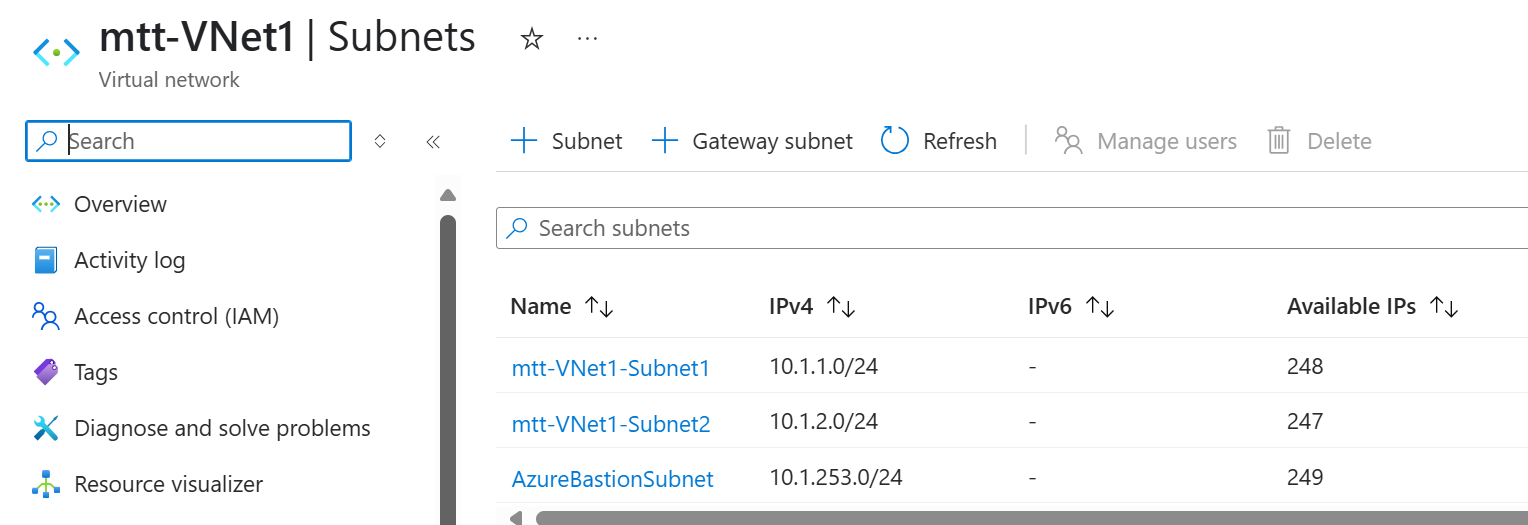 mtt-VNet1 | Subnets
Virtual network
Search
Subnet Gateway subnet Refresh Manage users Delete
Overview
Activity log
Access control (IAM)
Tags
Diagnose and solve problems
Resource visualizer
Search subnets
Name IPv4 IPv6 Available IPs
mtt-VNet1-Subnet1 10.1.1.0/24 - 248
mtt-VNet1-Subnet2 10.1.2.0/24 - 247
AzureBastionSubnet 10.1.253.0/24 - 249